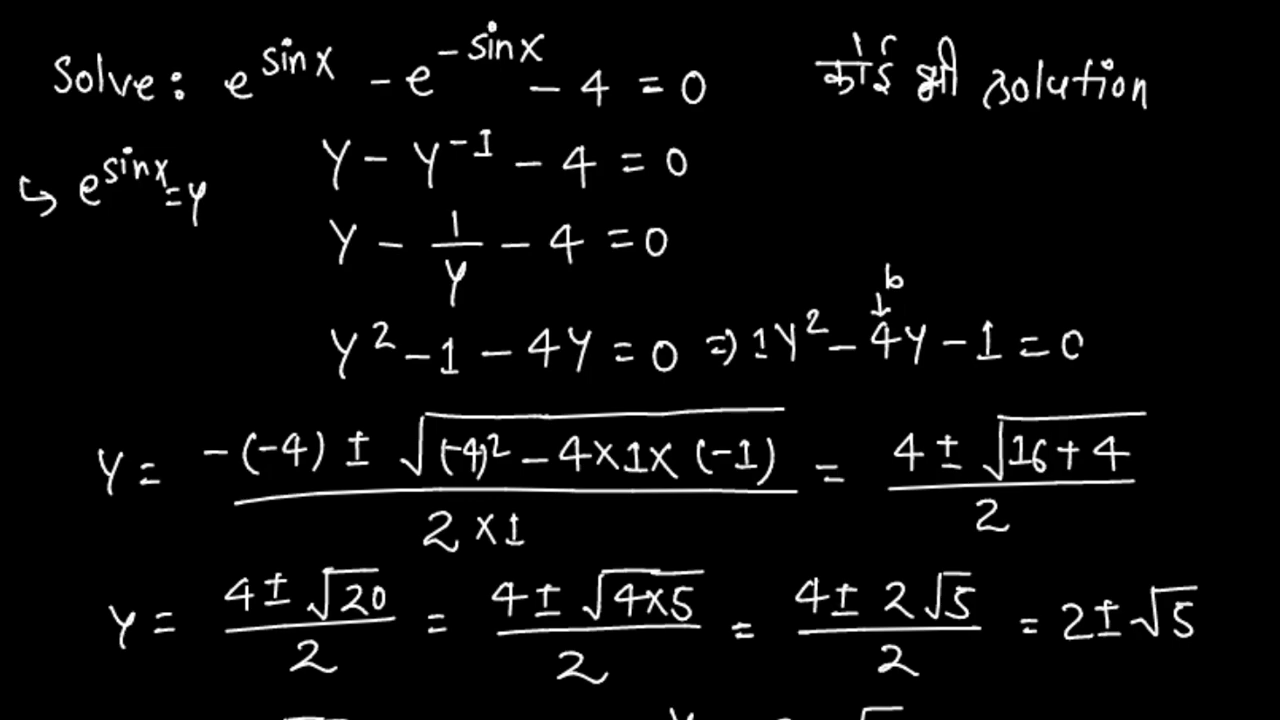 Solve: e^{sinx} - e^{-sinx} - 4 = 0 कोई भी solution
↳ e^{sinx} = y
y - y^{-1} - 4 = 0
y - 1/y - 4 = 0
b
↓
y² - 1 - 4y = 0 ⇒ 1y² - 4y - 1 = 0
y = (-(-4) ± √((-4)² - 4×1×(-1)))/(2×1) = (4 ± √(16+4))/2
y = (4 ± √20)/2 = (4 ± √(4×5))/2 = (4 ± 2√5)/2 = 2 ± √5